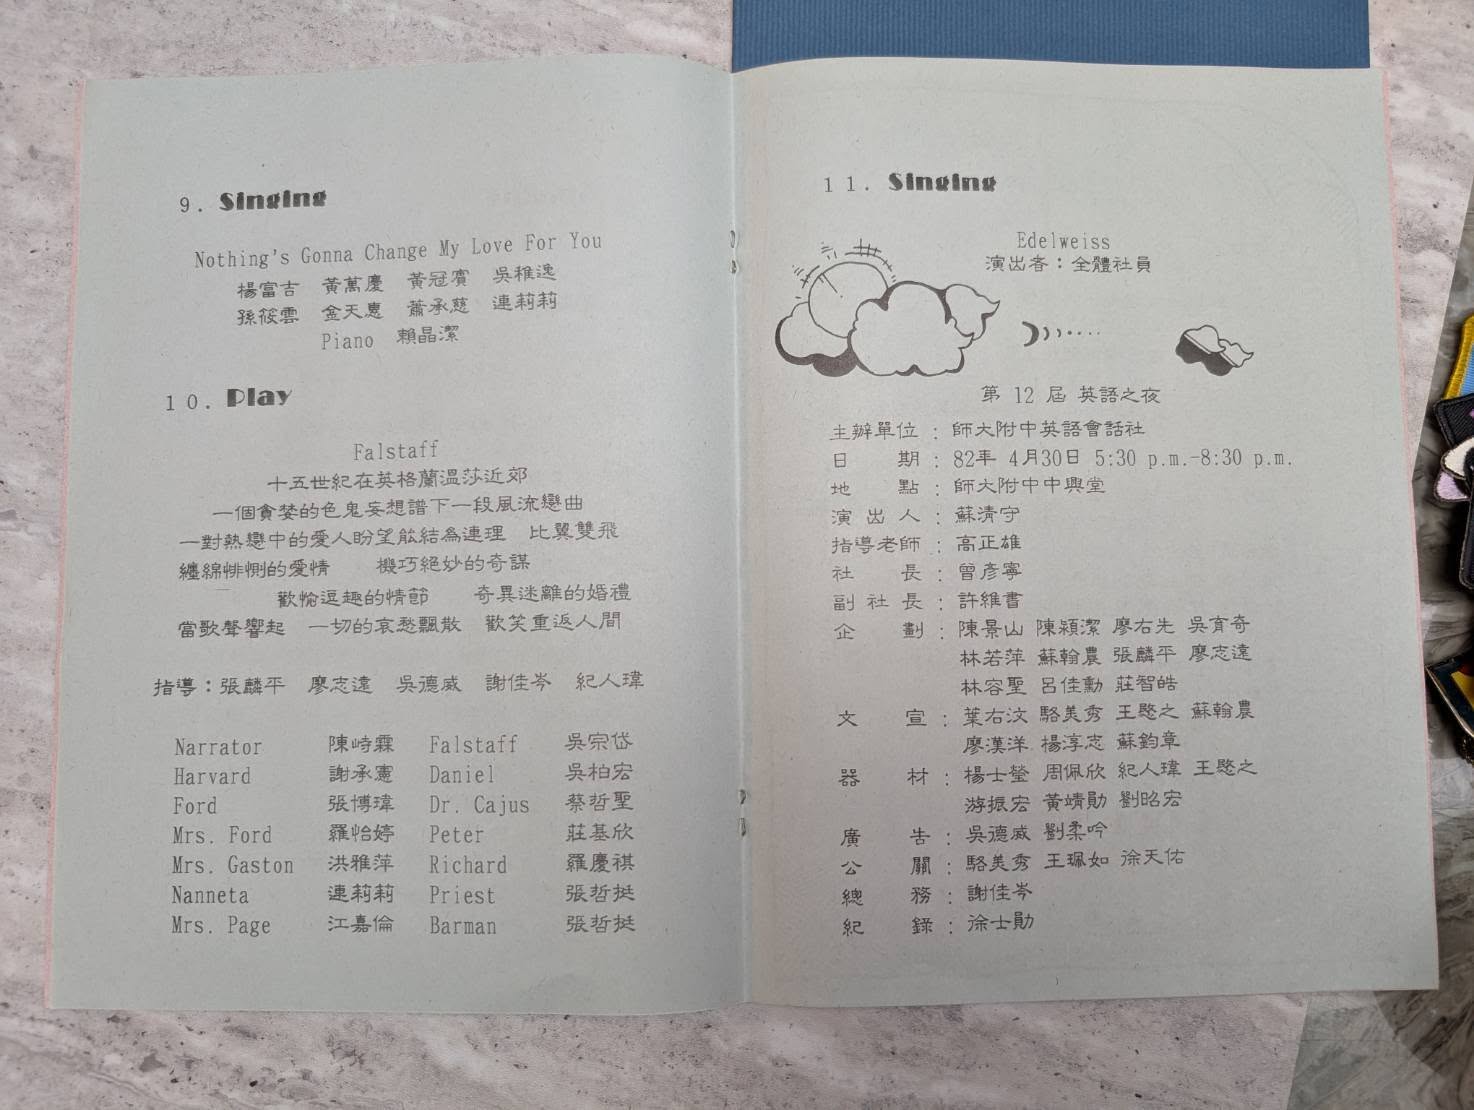 9. Singing
Nothing's Gonna Change My Love For You
楊富吉 黃萬慶 黃冠賓 吳稚逸
孫筱雲 金天惠 蕭承慈 連莉莉
Piano 賴晶潔
10. Play
Falstaff
十五世紀在英格蘭溫莎近郊
一個貪婪的色鬼妄想譜下一段風流戀曲
一對熱戀中的愛人盼望能結為連理 比翼雙飛
纏綿悱惻的愛情 機巧絕妙的奇謀
歡愉逗趣的情節 奇異迷離的婚禮
當歌聲響起 一切的哀愁飄散 歡笑重返人間
指導：張麟平 廖志遠 吳德威 謝佳岑 紀人瑋
Narrator 陳峙霖 Falstaff 吳宗岱
Harvard 謝承憲 Daniel 吳柏宏
Ford 張博瑋 Dr. Cajus 蔡哲聖
Mrs. Ford 羅怡婷 Peter 莊基欣
Mrs. Gaston 洪雅萍 Richard 羅慶祺
Nanneta 連莉莉 Priest 張哲挺
Mrs. Page 江嘉倫 Barman 張哲挺
11. Singing
Edelweiss
演出者：全體社員
第 12 屆 英語之夜
主辦單位：師大附中英語會話社
日 期：82年 4月30日 5:30 p.m.-8:30 p.m.
地 點：師大附中中興堂
演出人：蘇清守
指導老師：高正雄
社 長：曾彥寧
副社長：許維書
企 劃：陳景山 陳穎潔 廖右先 吳育奇
林若萍 蘇翰農 張麟平 廖志遠
林容聖 呂佳勳 莊智皓
文 宣：葉右汶 駱美秀 王愍之 蘇翰農
廖漢洋 楊淳志 蘇鈞章
器 材：楊士瑩 周佩欣 紀人瑋 王愍之
游振宏 黃靖勛 劉昭宏
廣 告：吳德威 劉柔吟
公 關：駱美秀 王珮如 徐天佑
總 務：謝佳岑
紀 錄：徐士勛